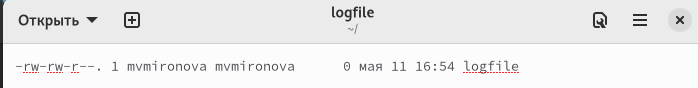 Открыть
logfile
~/
-rw-rw-r--. 1 mvmironova mvmironova      0 мая 11 16:54 logfile